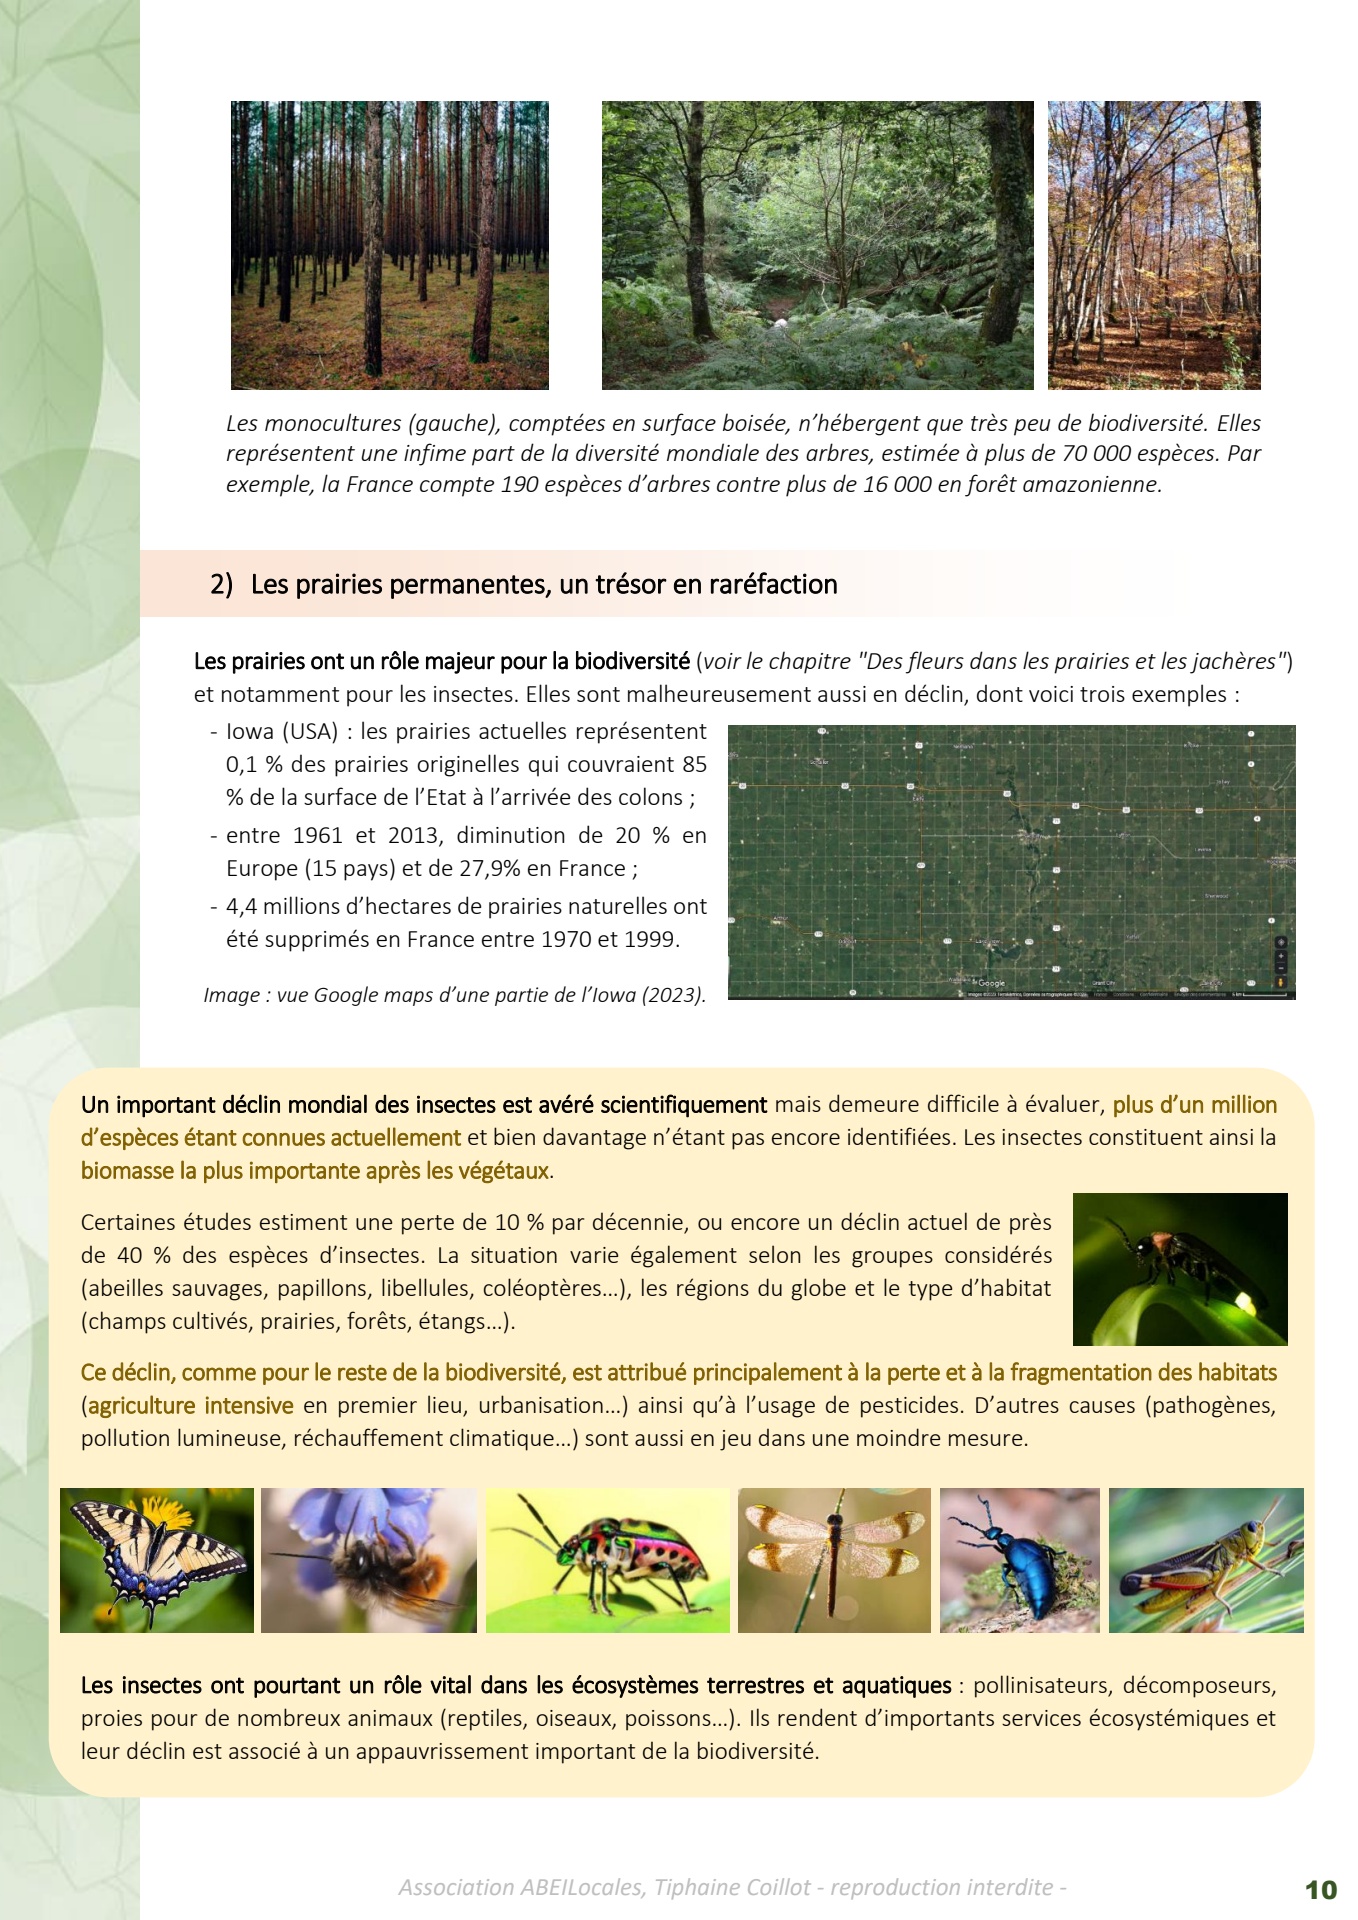 Les monocultures (gauche), comptées en surface boisée, n’hébergent que très peu de biodiversité. Elles
représentent une infime part de la diversité mondiale des arbres, estimée à plus de 70 000 espèces. Par
exemple, la France compte 190 espèces d’arbres contre plus de 16 000 en forêt amazonienne.
2) Les prairies permanentes, un trésor en raréfaction
Les prairies ont un rôle majeur pour la biodiversité (voir le chapitre "Des fleurs dans les prairies et les jachères")
et notamment pour les insectes. Elles sont malheureusement aussi en déclin, dont voici trois exemples :
- Iowa (USA) : les prairies actuelles représentent
0,1 % des prairies originelles qui couvraient 85
% de la surface de l’Etat à l’arrivée des colons ;
- entre 1961 et 2013, diminution de 20 % en
Europe (15 pays) et de 27,9% en France ;
- 4,4 millions d’hectares de prairies naturelles ont
été supprimés en France entre 1970 et 1999.
Image : vue Google maps d’une partie de l’Iowa (2023).
Google
Un important déclin mondial des insectes est avéré scientifiquement mais demeure difficile à évaluer, plus d’un million
d’espèces étant connues actuellement et bien davantage n’étant pas encore identifiées. Les insectes constituent ainsi la
biomasse la plus importante après les végétaux.
Certaines études estiment une perte de 10 % par décennie, ou encore un déclin actuel de près
de 40 % des espèces d’insectes. La situation varie également selon les groupes considérés
(abeilles sauvages, papillons, libellules, coléoptères…), les régions du globe et le type d’habitat
(champs cultivés, prairies, forêts, étangs…).
Ce déclin, comme pour le reste de la biodiversité, est attribué principalement à la perte et à la fragmentation des habitats
(agriculture intensive en premier lieu, urbanisation…) ainsi qu’à l’usage de pesticides. D’autres causes (pathogènes,
pollution lumineuse, réchauffement climatique…) sont aussi en jeu dans une moindre mesure.
Les insectes ont pourtant un rôle vital dans les écosystèmes terrestres et aquatiques : pollinisateurs, décomposeurs,
proies pour de nombreux animaux (reptiles, oiseaux, poissons…). Ils rendent d’importants services écosystémiques et
leur déclin est associé à un appauvrissement important de la biodiversité.
Association ABEILocales, Tiphaine Coillot - reproduction interdite -
10